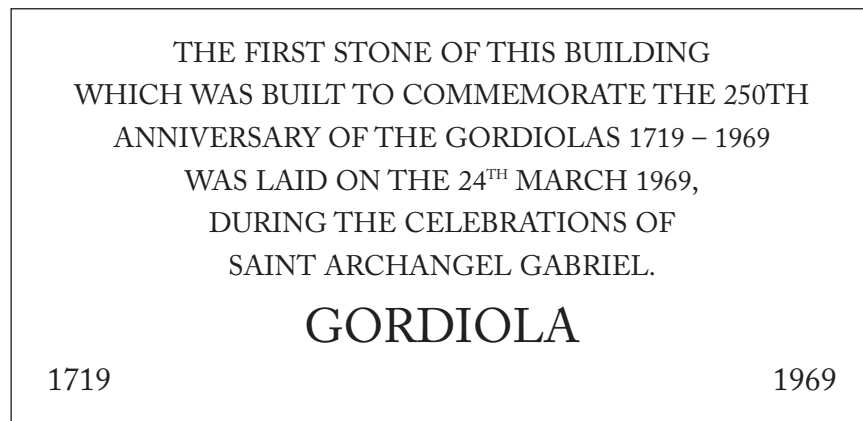 THE FIRST STONE OF THIS BUILDING
WHICH WAS BUILT TO COMMEMORATE THE 250TH
ANNIVERSARY OF THE GORDIOLAS 1719 – 1969
WAS LAID ON THE 24TH MARCH 1969,
DURING THE CELEBRATIONS OF
SAINT ARCHANGEL GABRIEL.
GORDIOLA
1719 1969